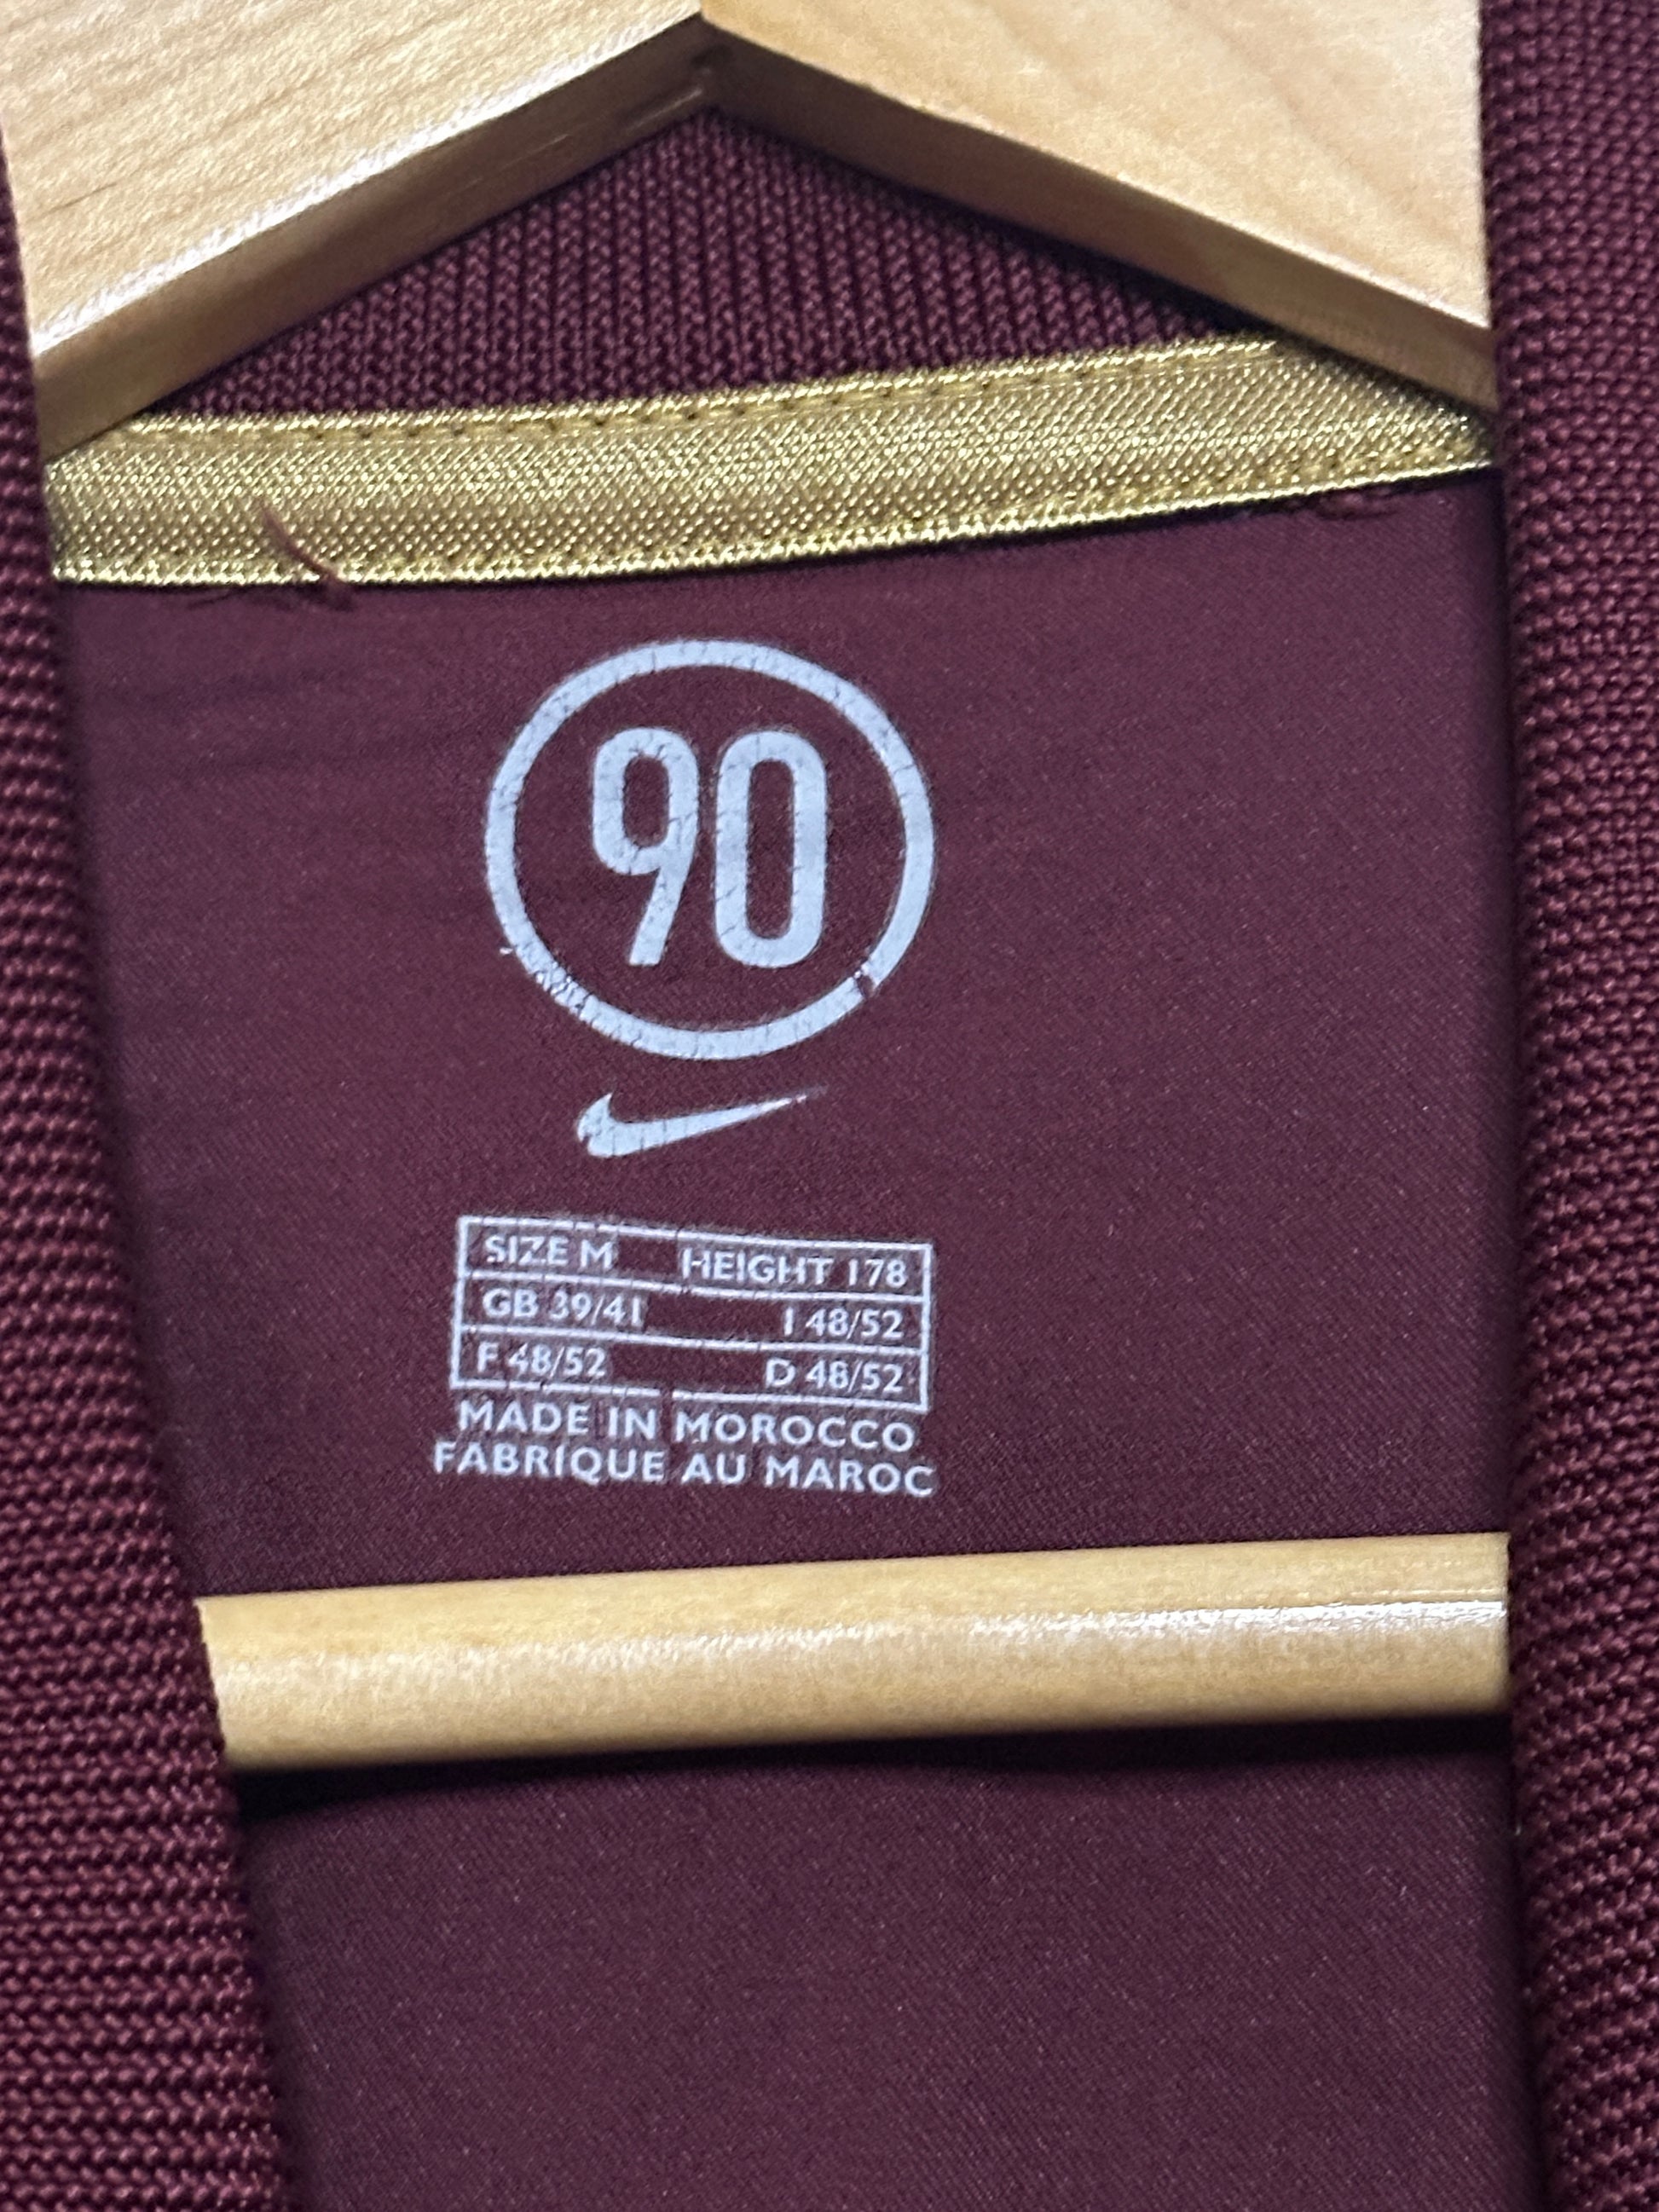 90
SIZE M HEIGHT 178
GB 39/41 I 48/52
F 48/52 D 48/52
MADE IN MOROCCO
FABRIQUE AU MAROC